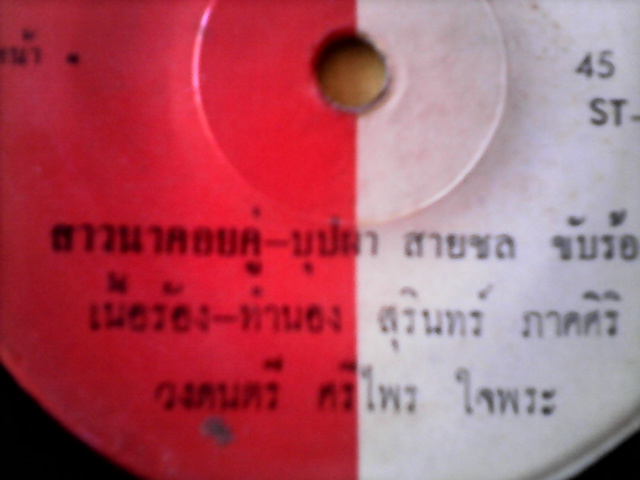 หน้า •
45
ST-
สาวนาคอยคู่-บุปผา สายชล ขับร้อ
เนื้อร้อง-ทำนอง สุรินทร์ ภาคศิริ
วงดนตรี ศรีไพร ใจพระ